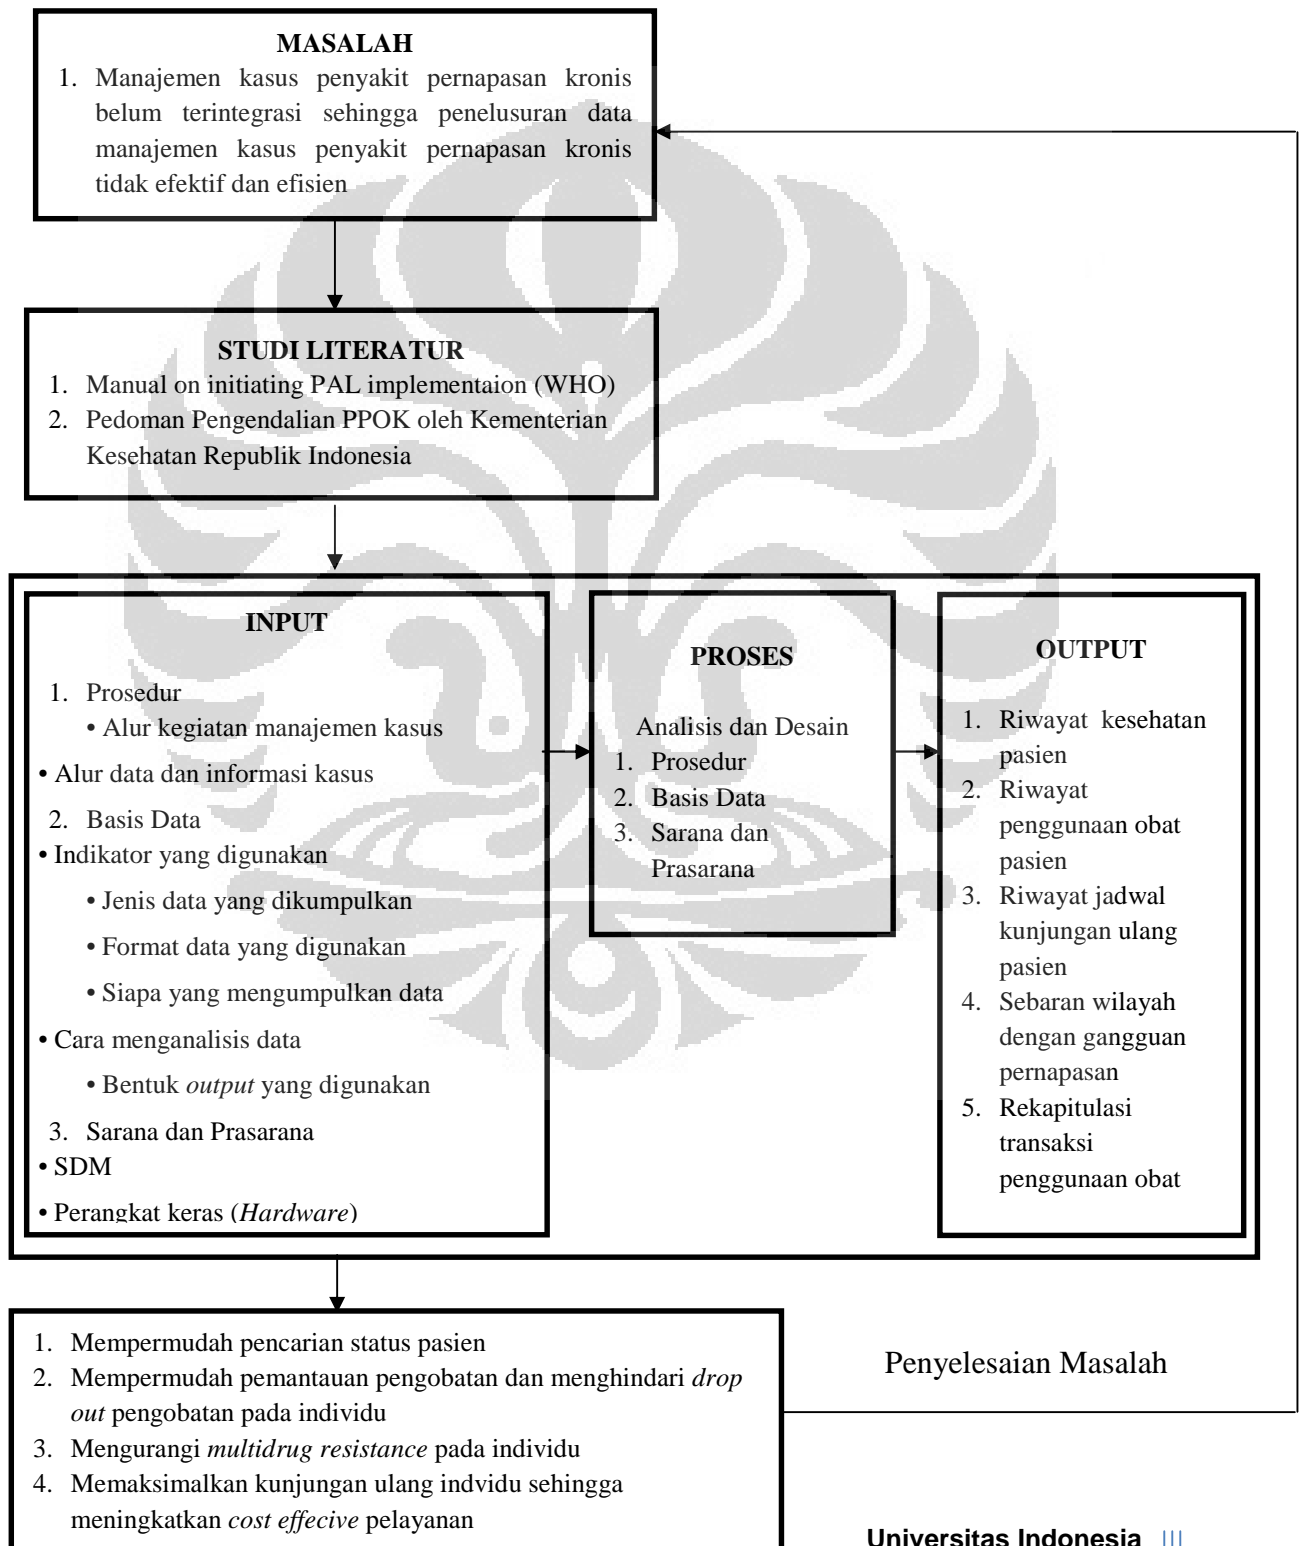 MASALAH
1. Manajemen kasus penyakit pernapasan kronis
belum terintegrasi sehingga penelusuran data
manajemen kasus penyakit pernapasan kronis
tidak efektif dan efisien
STUDI LITERATUR
1. Manual on initiating PAL implementaion (WHO)
2. Pedoman Pengendalian PPOK oleh Kementerian
Kesehatan Republik Indonesia
INPUT
1. Prosedur
• Alur kegiatan manajemen kasus
• Alur data dan informasi kasus
2. Basis Data
• Indikator yang digunakan
• Jenis data yang dikumpulkan
• Format data yang digunakan
• Siapa yang mengumpulkan data
• Cara menganalisis data
• Bentuk output yang digunakan
3. Sarana dan Prasarana
• SDM
• Perangkat keras (Hardware)
PROSES
Analisis dan Desain
1. Prosedur
2. Basis Data
3. Sarana dan
Prasarana
OUTPUT
1. Riwayat kesehatan
pasien
2. Riwayat
penggunaan obat
pasien
3. Riwayat jadwal
kunjungan ulang
pasien
4. Sebaran wilayah
dengan gangguan
pernapasan
5. Rekapitulasi
transaksi
penggunaan obat
1. Mempermudah pencarian status pasien
2. Mempermudah pemantauan pengobatan dan menghindari drop
out pengobatan pada individu
3. Mengurangi multidrug resistance pada individu
4. Memaksimalkan kunjungan ulang indvidu sehingga
meningkatkan cost effecive pelayanan
Penyelesaian Masalah
Universitas Indonesia